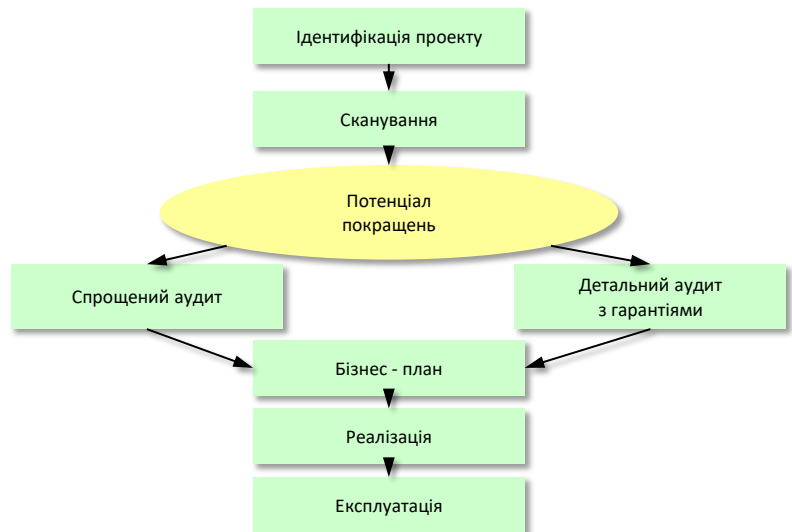 Ідентифікація проекту
Сканування
Потенціал
покращень
Спрощений аудит
Детальний аудит
з гарантіями
Бізнес - план
Реалізація
Експлуатація